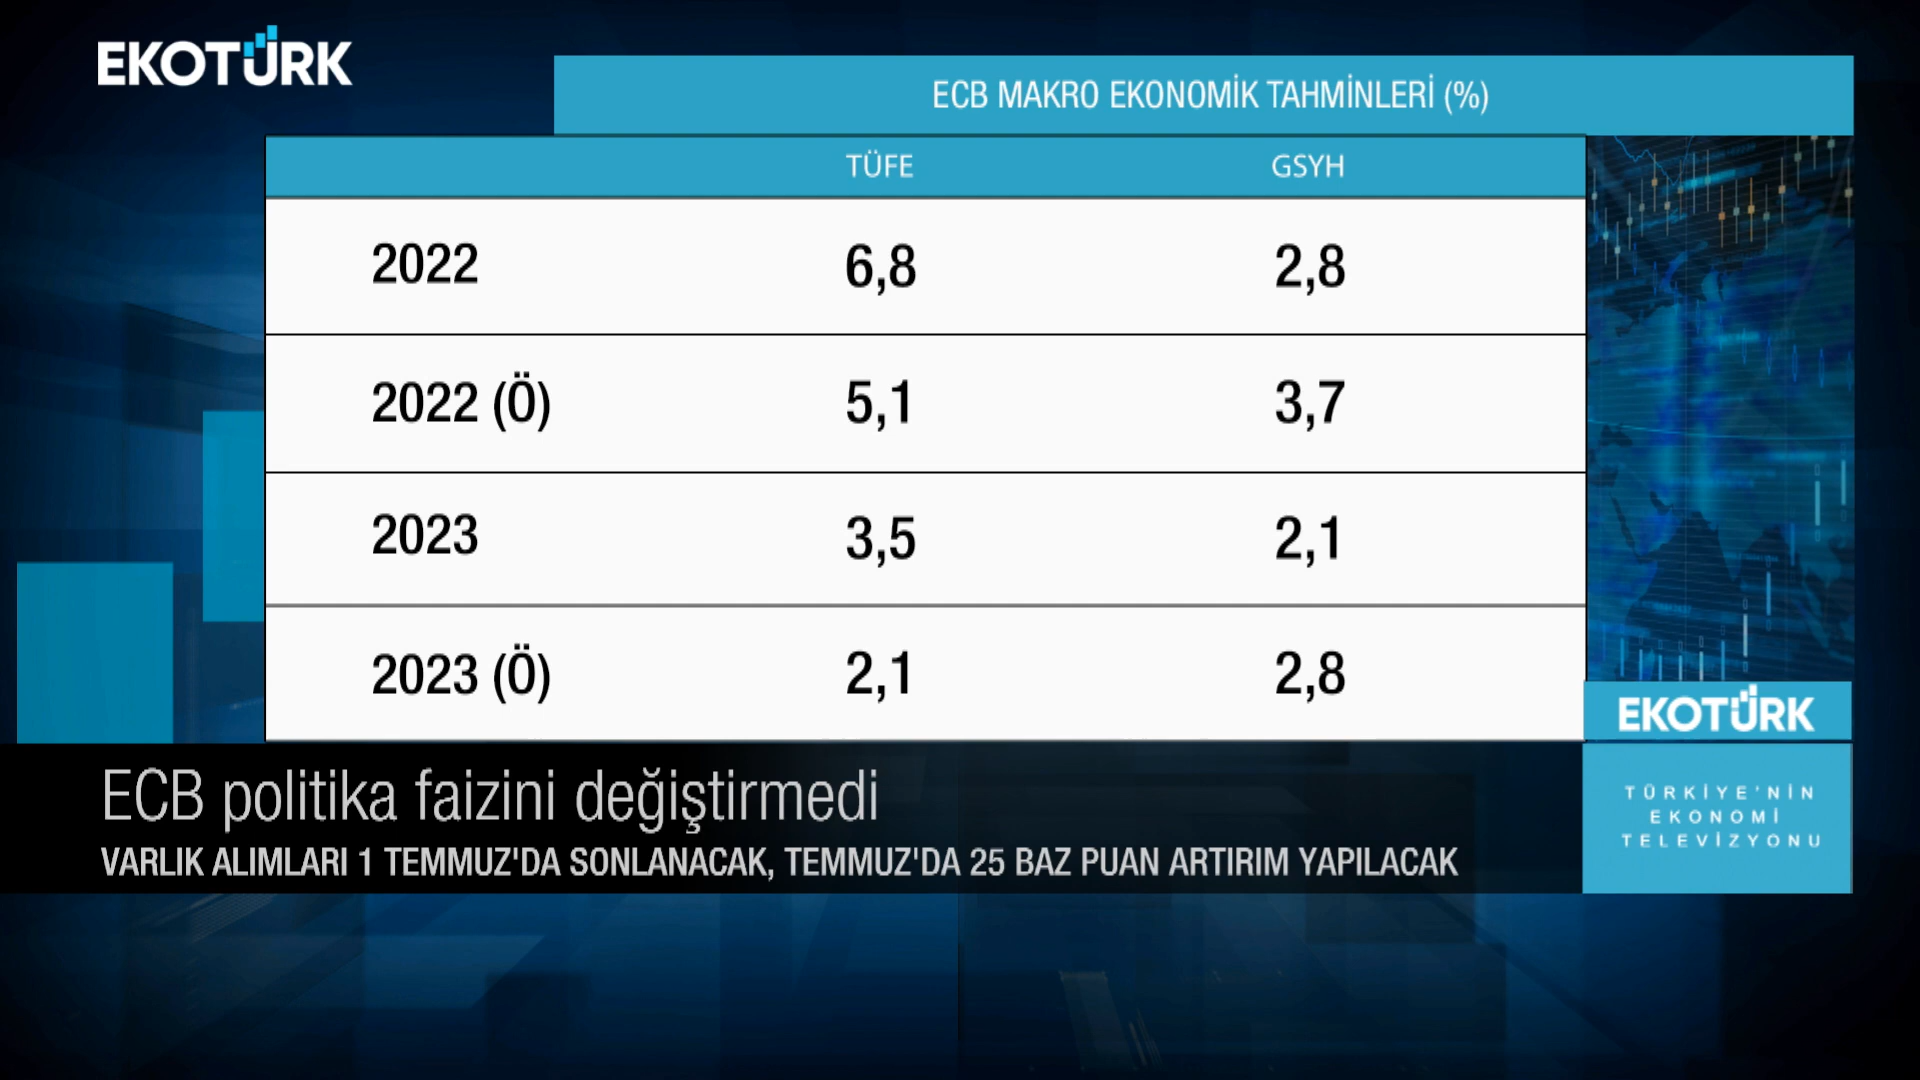 EKOTÜRK
ECB MAKRO EKONOMİK TAHMİNLERİ (%)
TÜFE GSYH
2022 6,8 2,8
2022 (Ö) 5,1 3,7
2023 3,5 2,1
2023 (Ö) 2,1 2,8
EKOTÜRK
ECB politika faizini değiştirmedi
VARLIK ALIMLARI 1 TEMMUZ'DA SONLANACAK, TEMMUZ'DA 25 BAZ PUAN ARTIRIM YAPILACAK
TÜRKİYE'NİN
EKONOMİ
TELEVİZYONU